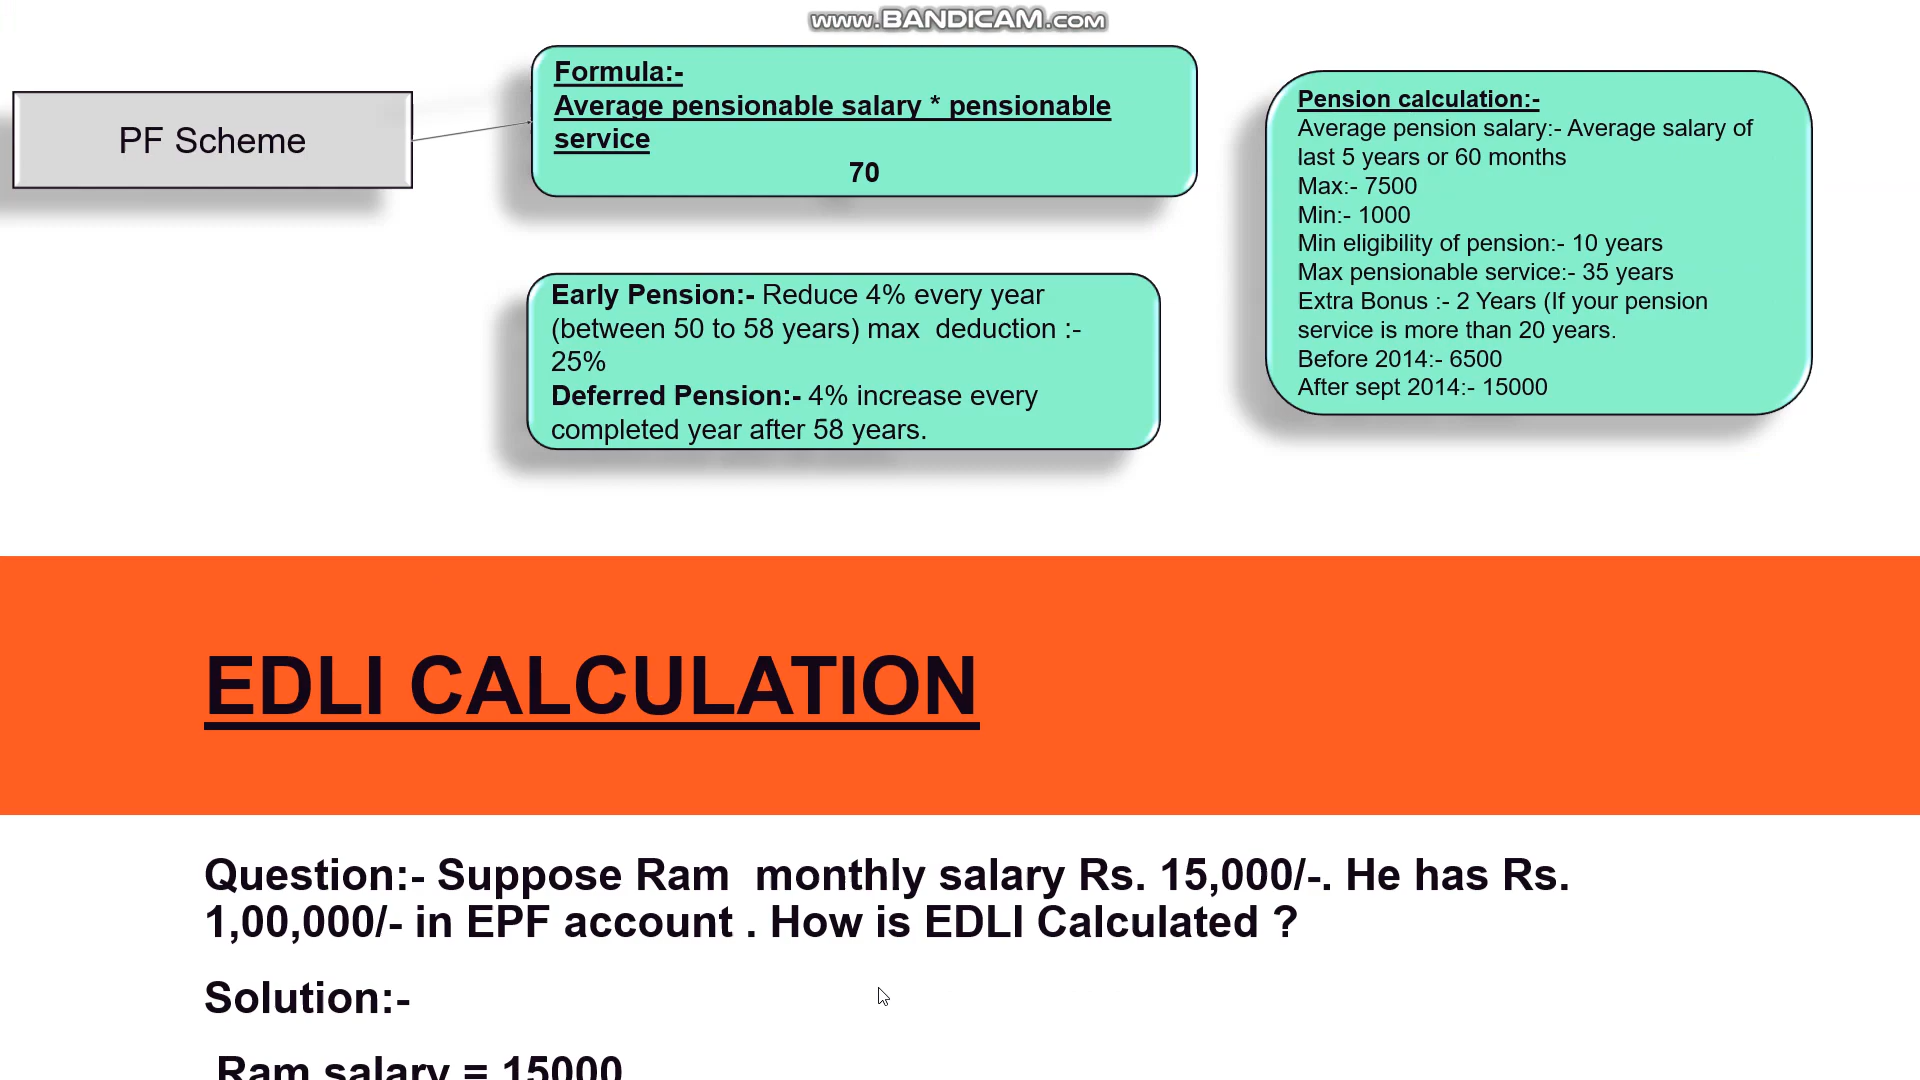 www.BANDICAM.com
PF Scheme
Formula:-
Average pensionable salary * pensionable
service
70
Early Pension:- Reduce 4% every year
(between 50 to 58 years) max  deduction :-
25%
Deferred Pension:- 4% increase every
completed year after 58 years.
Pension calculation:-
Average pension salary:- Average salary of
last 5 years or 60 months
Max:- 7500
Min:- 1000
Min eligibility of pension:- 10 years
Max pensionable service:- 35 years
Extra Bonus :- 2 Years (If your pension
service is more than 20 years.
Before 2014:- 6500
After sept 2014:- 15000
EDLI CALCULATION
Question:- Suppose Ram  monthly salary Rs. 15,000/-. He has Rs.
1,00,000/- in EPF account . How is EDLI Calculated ?
Solution:-
Ram salary = 15000